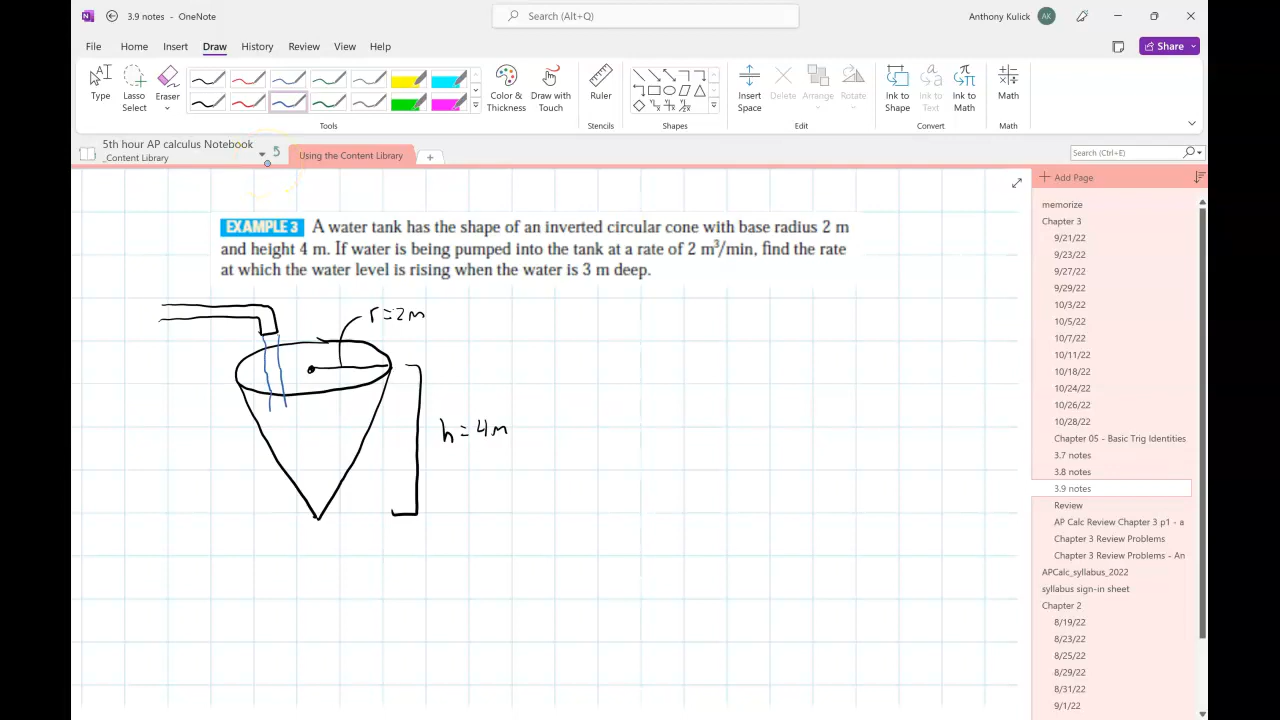 3.9 notes - OneNote
Search (Alt+Q)
Anthony Kulick
AK
File Home Insert Draw History Review View Help
Share
Type
Lasso Select
Eraser
Color & Thickness
Draw with Touch
Ruler
Insert Space
Delete
Arrange
Rotate
Ink to Shape
Ink to Text
Ink to Math
Math
Tools
Stencils
Shapes
Edit
Convert
Math
5th hour AP calculus Notebook
_Content Library
Using the Content Library
Search (Ctrl+E)
Add Page
EXAMPLE 3 A water tank has the shape of an inverted circular cone with base radius 2 m
and height 4 m. If water is being pumped into the tank at a rate of 2 m³/min, find the rate
at which the water level is rising when the water is 3 m deep.
r=2m
h=4m
memorize
Chapter 3
9/21/22
9/23/22
9/27/22
9/29/22
10/3/22
10/5/22
10/7/22
10/11/22
10/18/22
10/24/22
10/26/22
10/28/22
Chapter 05 - Basic Trig Identities
3.7 notes
3.8 notes
3.9 notes
Review
AP Calc Review Chapter 3 p1 - a
Chapter 3 Review Problems
Chapter 3 Review Problems - An
APCalc_syllabus_2022
syllabus sign-in sheet
Chapter 2
8/19/22
8/23/22
8/25/22
8/29/22
8/31/22
9/1/22